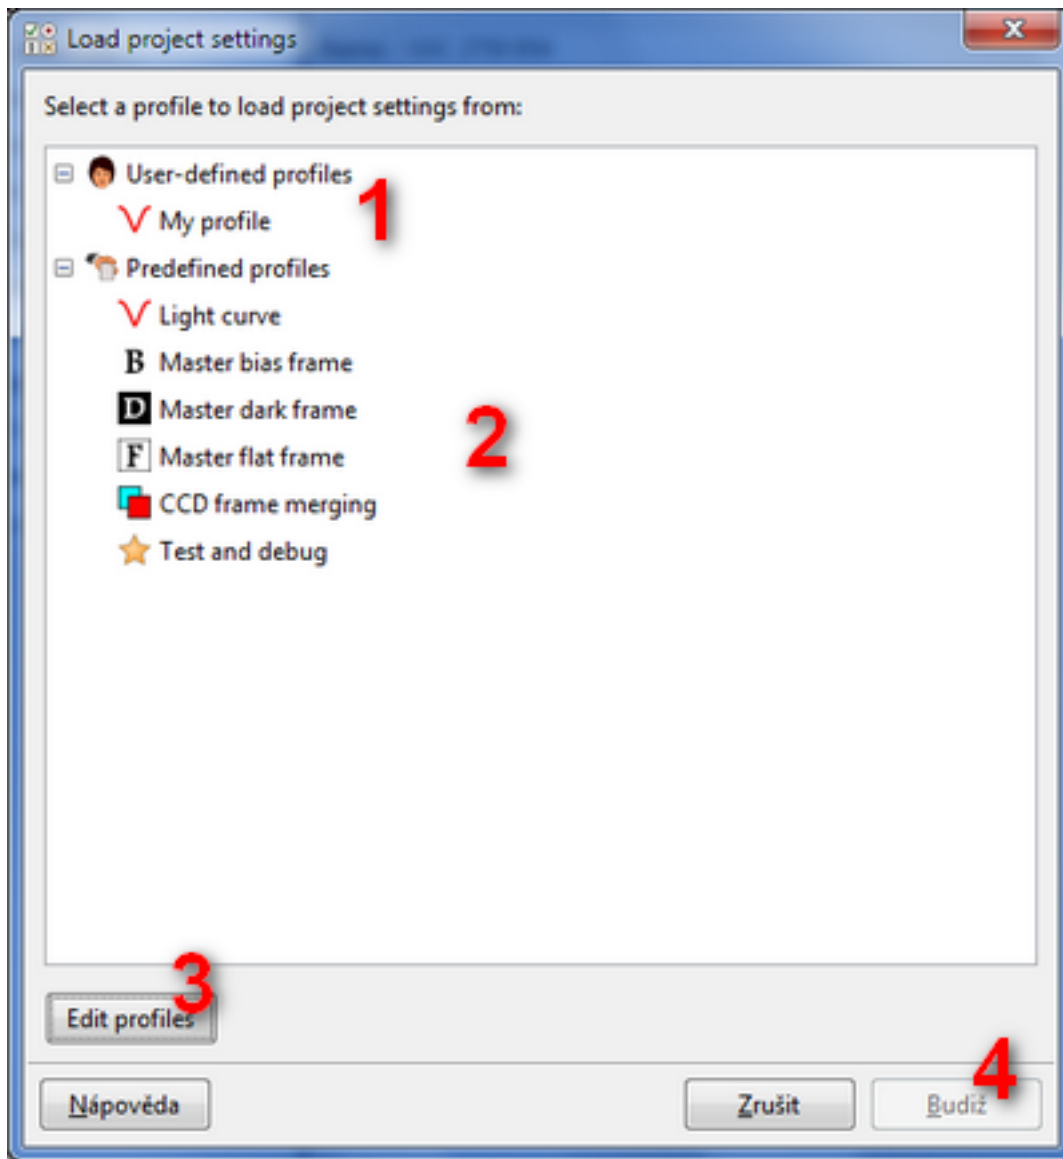 Load project settings
Select a profile to load project settings from:
User-defined profiles
1
My profile
Predefined profiles
Light curve
B Master bias frame
D Master dark frame
2
F Master flat frame
CCD frame merging
Test and debug
3
Edit profiles
4
Nápověda Zrušit Budiž